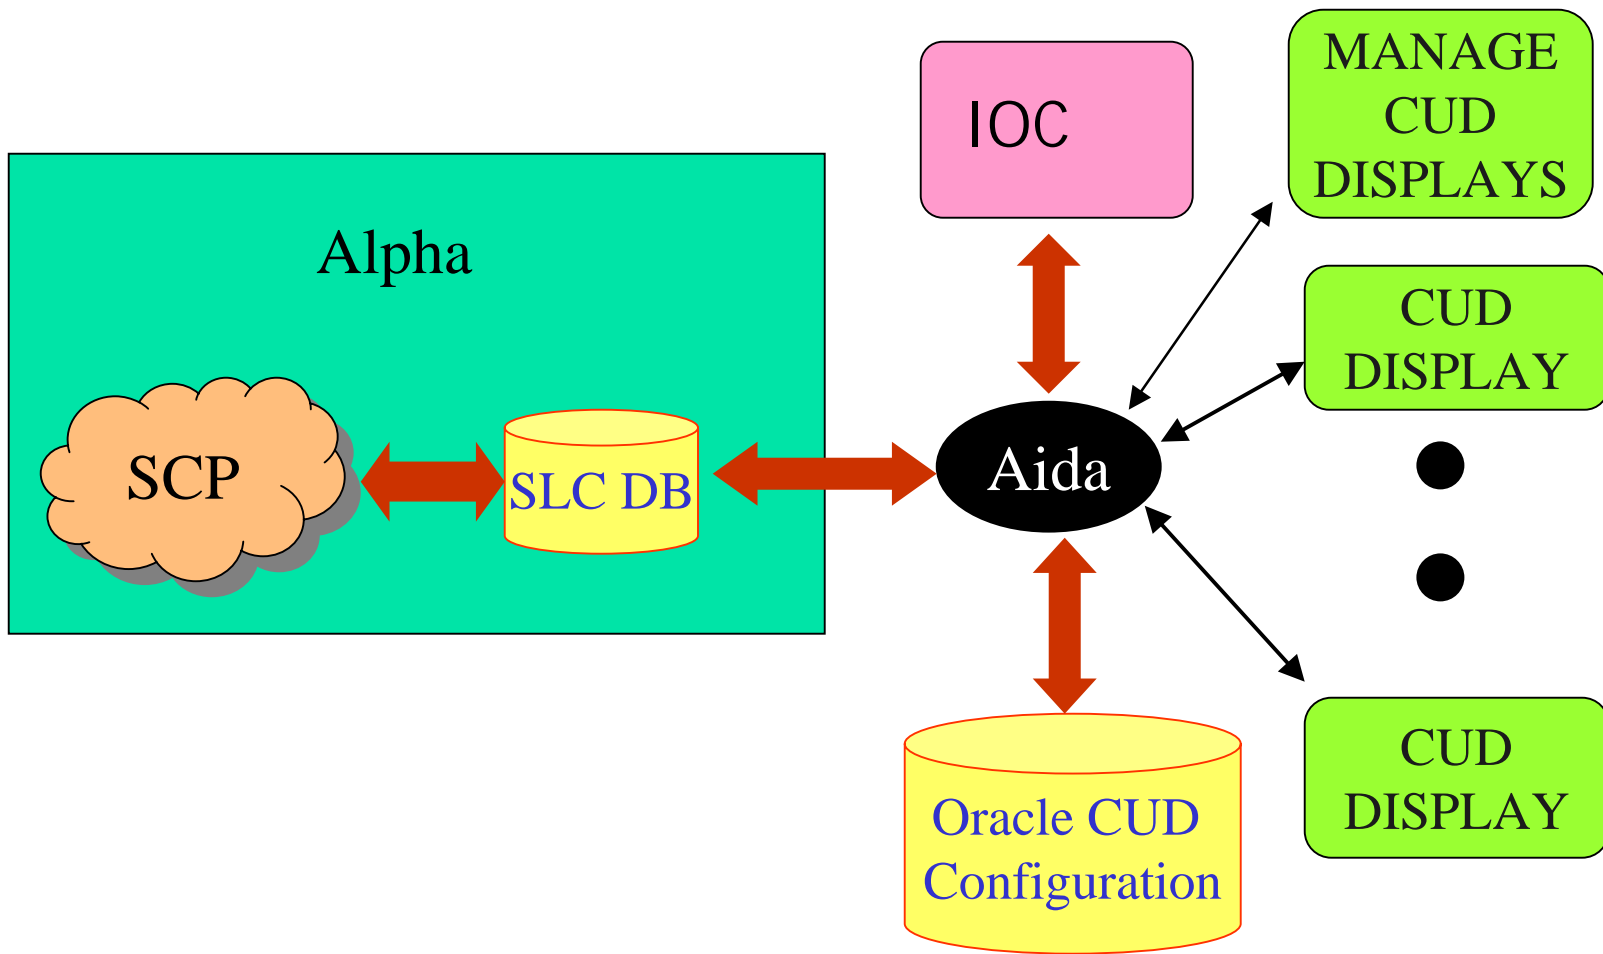 Alpha
SCP
SLC DB
IOC
Aida
Oracle CUD
Configuration
MANAGE
CUD
DISPLAYS
CUD
DISPLAY
CUD
DISPLAY